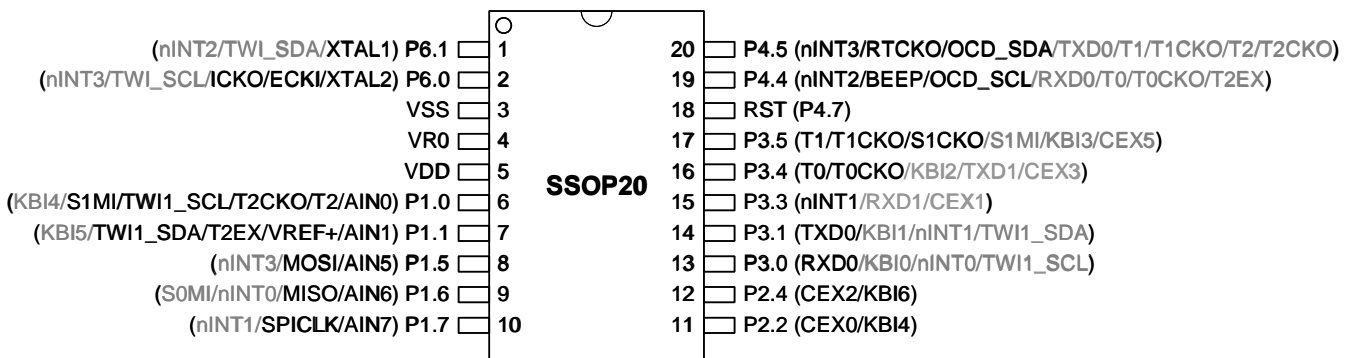 (nINT2/TWI_SDA/XTAL1) P6.1 1 20 P4.5 (nINT3/RTCKO/OCD_SDA/TXD0/T1/T1CKO/T2/T2CKO)
(nINT3/TWI_SCL/ICKO/ECKI/XTAL2) P6.0 2 19 P4.4 (nINT2/BEEP/OCD_SCL/RXD0/T0/T0CKO/T2EX)
VSS 3 18 RST (P4.7)
VR0 4 17 P3.5 (T1/T1CKO/S1CKO/S1MI/KBI3/CEX5)
VDD 5 16 P3.4 (T0/T0CKO/KBI2/TXD1/CEX3)
SSOP20
(KBI4/S1MI/TWI1_SCL/T2CKO/T2/AIN0) P1.0 6 15 P3.3 (nINT1/RXD1/CEX1)
(KBI5/TWI1_SDA/T2EX/VREF+/AIN1) P1.1 7 14 P3.1 (TXD0/KBI1/nINT1/TWI1_SDA)
(nINT3/MOSI/AIN5) P1.5 8 13 P3.0 (RXD0/KBI0/nINT0/TWI1_SCL)
(S0MI/nINT0/MISO/AIN6) P1.6 9 12 P2.4 (CEX2/KBI6)
(nINT1/SPICLK/AIN7) P1.7 10 11 P2.2 (CEX0/KBI4)